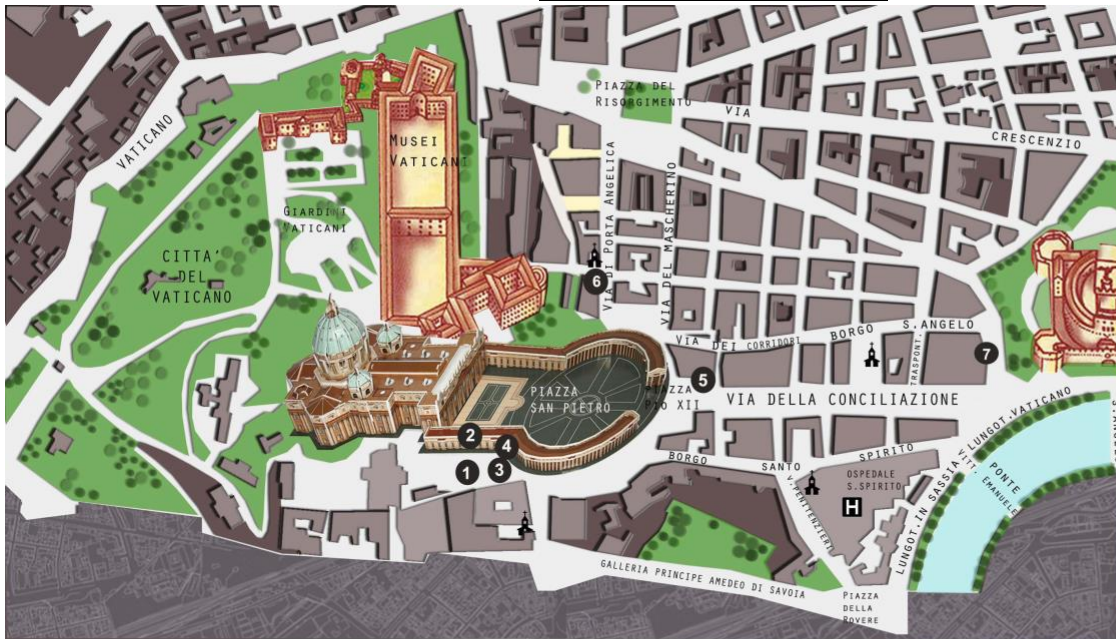 PIAZZA DEL
RISORGIMENTO
VIA
CRESCENZIO
VATICANO
MUSEI
VATICANI
VIA DI PORTA ANGELICA
VIA DEL MASCHERINO
VATICANI
CITTA'
DEL
VATICANO
6
VIA DEI CORRIDORI
BORGO
S.ANGELO
TRASPONT.
7
5
PIAZZA
SAN PIETRO
PIAZZA
PIO XII
VIA DELLA CONCILIAZIONE
2
4
1
3
BORGO
SANTO
SPIRITO
OSPEDALE
S.SPIRITO
H
V.PENITENZIERI
LUNGOT.IN SASSIA
LUNGOT.VATICANO
PONTE
VITT. EMANUELE
GALLERIA PRINCIPE AMEDEO DI SAVOIA
PIAZZA
DELLA
ROVERE